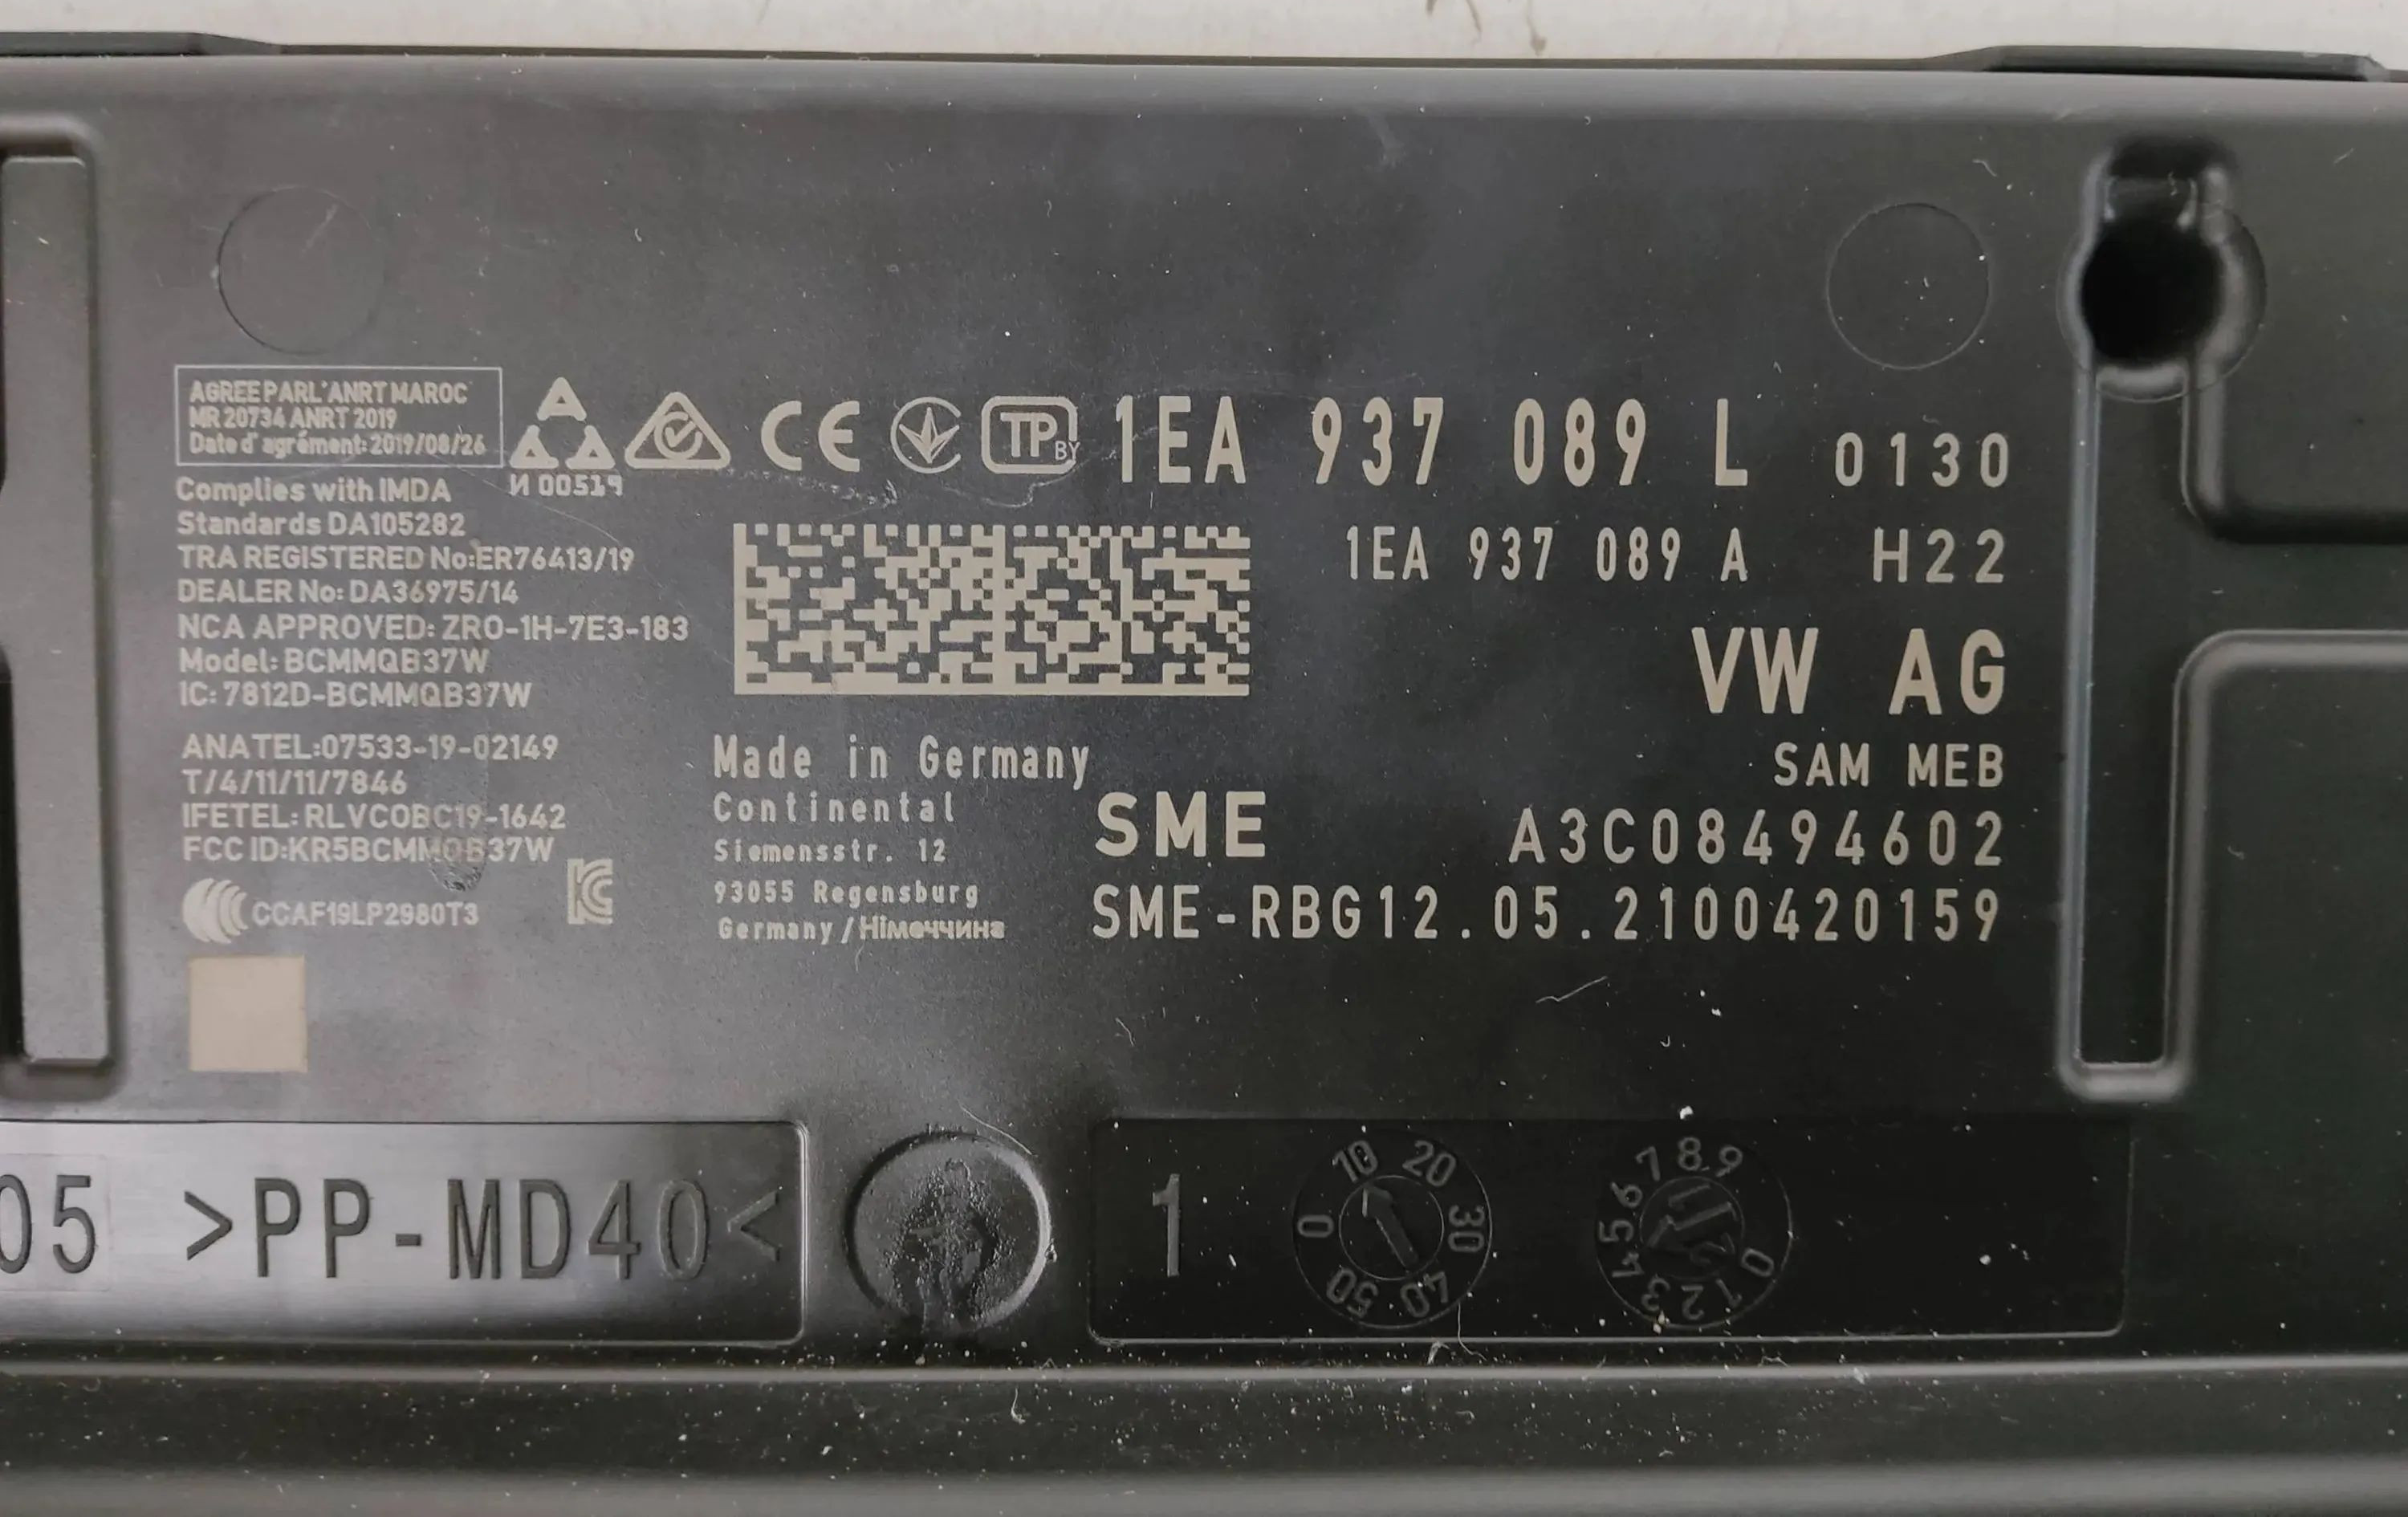 AGREE PAR L'ANRT MAROC
MR 20734 ANRT 2019
Date d'agrément: 2019/08/26
Complies with IMDA
Standards DA105282
TRA REGISTERED No:ER76413/19
DEALER No: DA36975/14
NCA APPROVED: ZRO-1H-7E3-183
Model: BCMMQB37W
IC: 7812D-BCMMQB37W
ANATEL:07533-19-02149
T/4/11/11/7846
IFETEL: RLVCOBC19-1642
FCC ID:KR5BCMMQB37W
CCAF19LP2980T3
И 00519
CE
TP BY
1EA 937 089 L 0130
1EA 937 089 A H22
VW AG
SAM MEB
Made in Germany
Continental
Siemensstr. 12
93055 Regensburg
Germany/Німеччина
SME A3C08494602
SME-RBG12.05.2100420159
05 >PP-MD40<
1
0 10 20 30 40 50
0 1 2 3 4 5 6 7 8 9